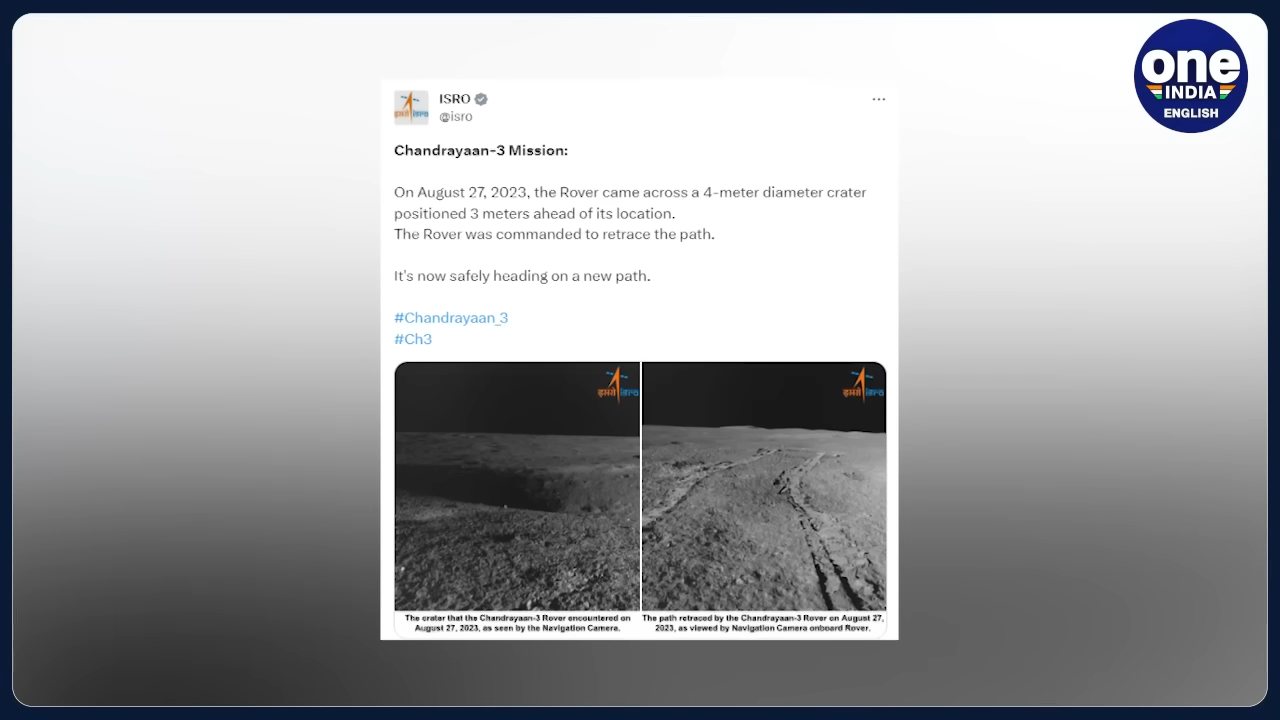 one
INDIA
ENGLISH
ISRO
@isro
Chandrayaan-3 Mission:
On August 27, 2023, the Rover came across a 4-meter diameter crater
positioned 3 meters ahead of its location.
The Rover was commanded to retrace the path.
It's now safely heading on a new path.
#Chandrayaan_3
#Ch3
इसरो isro
इसरो isro
The crater that the Chandrayaan-3 Rover encountered on
August 27, 2023, as seen by the Navigation Camera.
The path retraced by the Chandrayaan-3 Rover on August 27,
2023, as viewed by Navigation Camera onboard Rover.